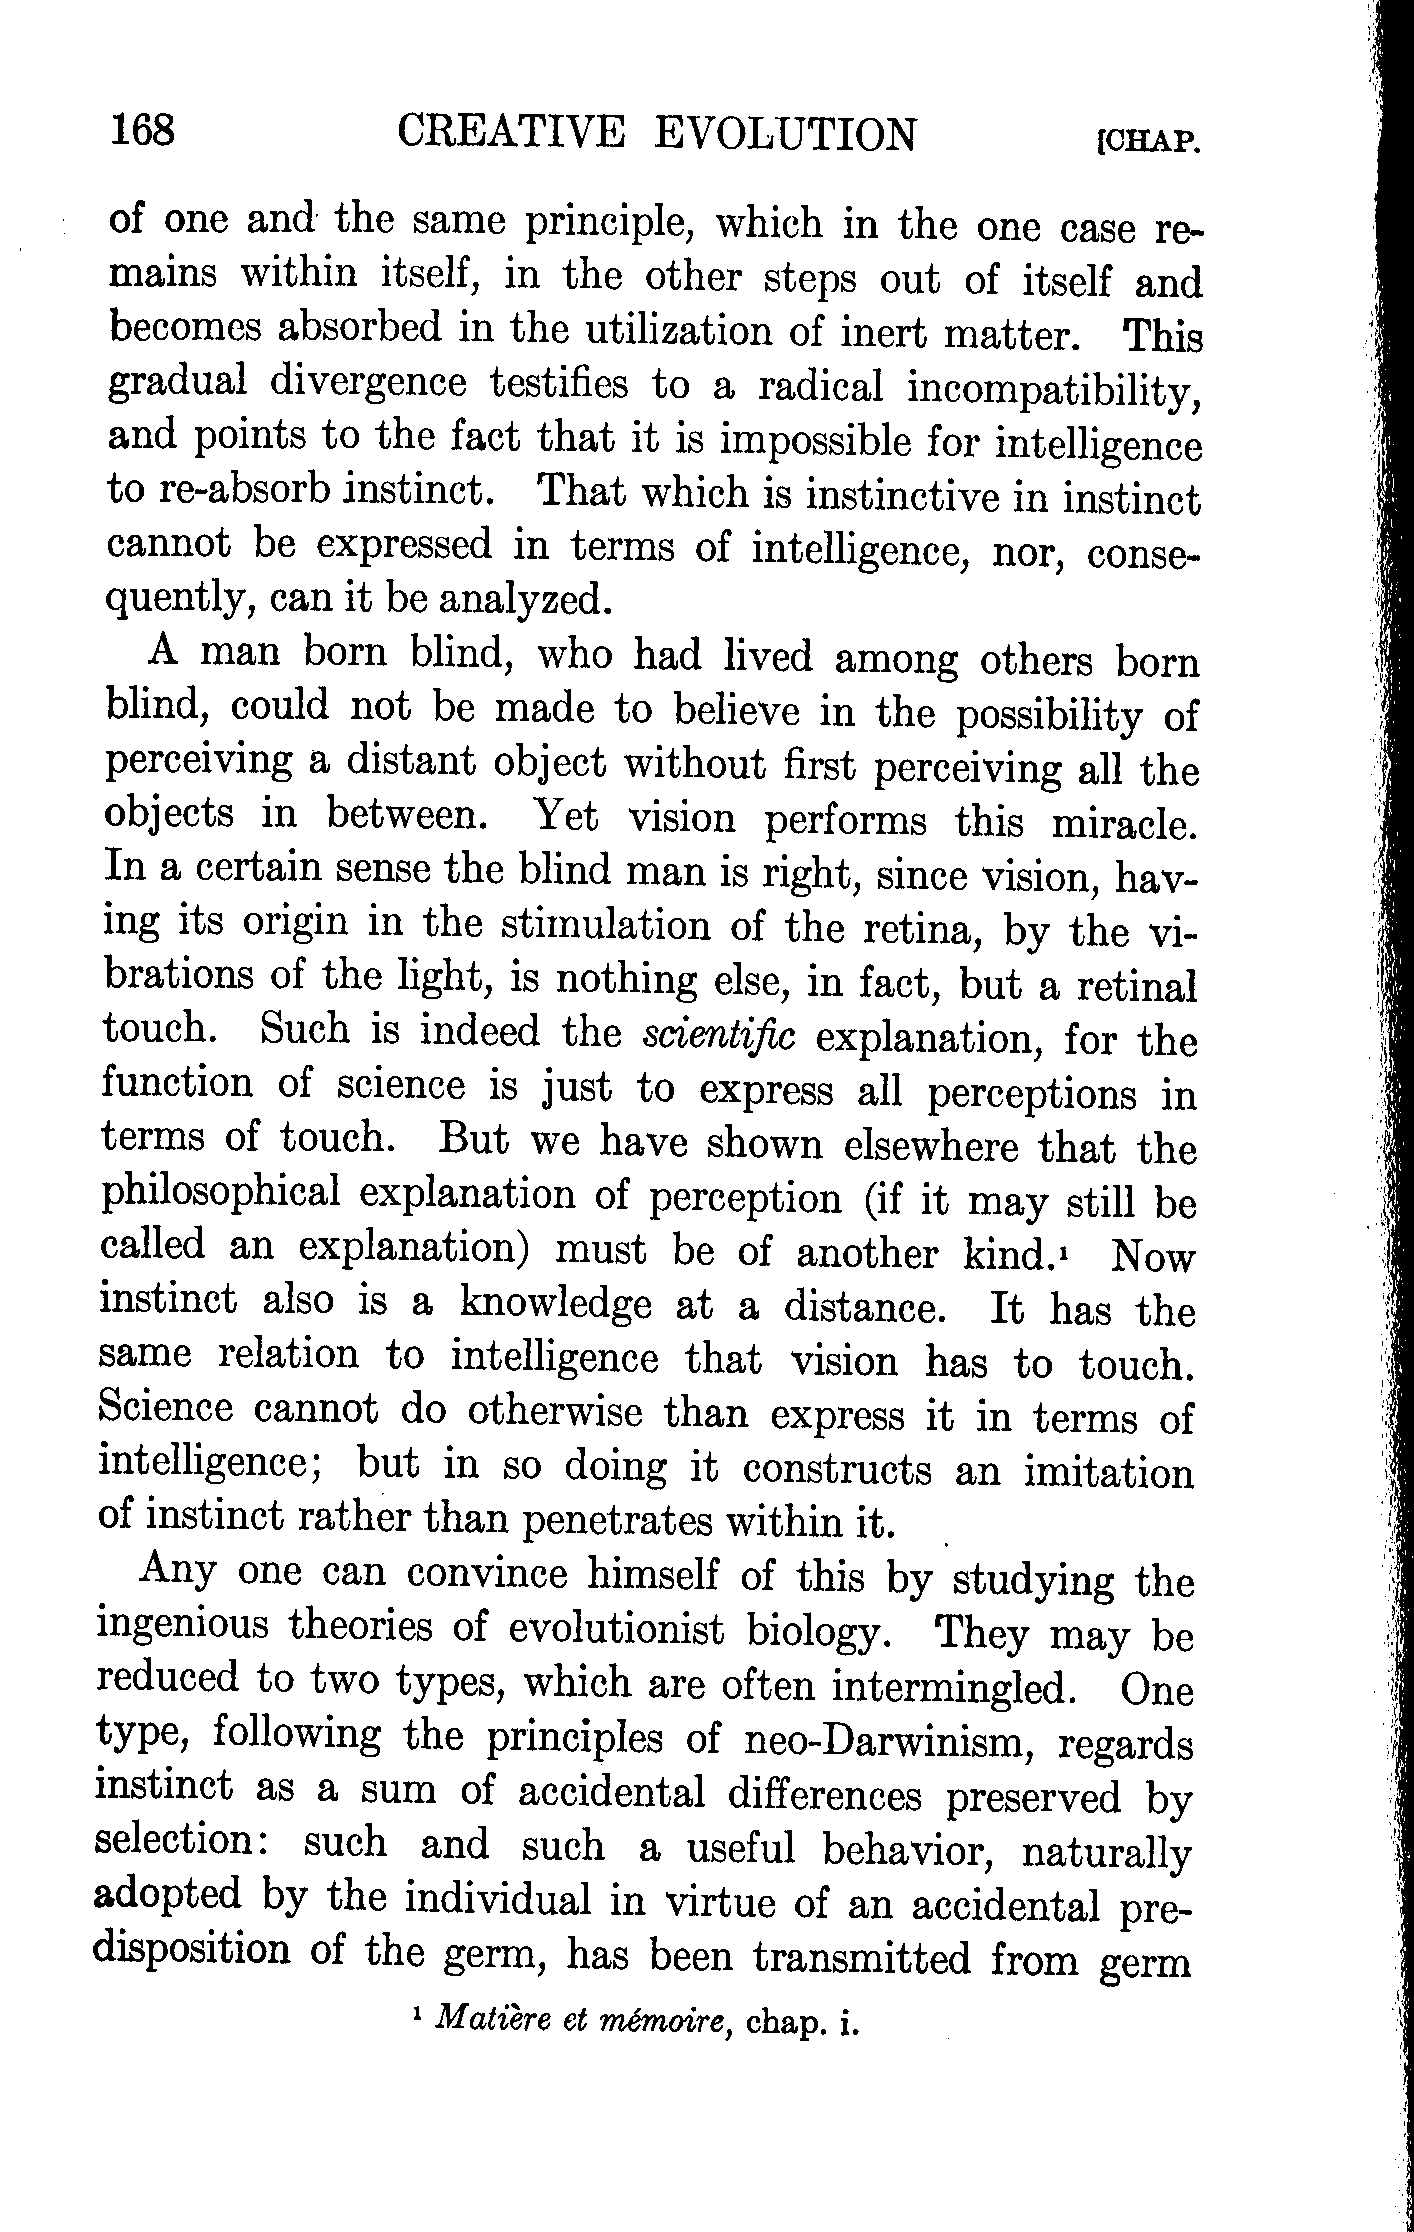 168 CREATIVE EVOLUTION [CHAP.
of one and the same principle, which in the one case re-
mains within itself, in the other steps out of itself and
becomes absorbed in the utilization of inert matter. This
gradual divergence testifies to a radical incompatibility,
and points to the fact that it is impossible for intelligence
to re-absorb instinct. That which is instinctive in instinct
cannot be expressed in terms of intelligence, nor, conse-
quently, can it be analyzed.
A man born blind, who had lived among others born
blind, could not be made to believe in the possibility of
perceiving a distant object without first perceiving all the
objects in between. Yet vision performs this miracle.
In a certain sense the blind man is right, since vision, hav-
ing its origin in the stimulation of the retina, by the vi-
brations of the light, is nothing else, in fact, but a retinal
touch. Such is indeed the scientific explanation, for the
function of science is just to express all perceptions in
terms of touch. But we have shown elsewhere that the
philosophical explanation of perception (if it may still be
called an explanation) must be of another kind.¹ Now
instinct also is a knowledge at a distance. It has the
same relation to intelligence that vision has to touch.
Science cannot do otherwise than express it in terms of
intelligence; but in so doing it constructs an imitation
of instinct rather than penetrates within it.
Any one can convince himself of this by studying the
ingenious theories of evolutionist biology. They may be
reduced to two types, which are often intermingled. One
type, following the principles of neo-Darwinism, regards
instinct as a sum of accidental differences preserved by
selection: such and such a useful behavior, naturally
adopted by the individual in virtue of an accidental pre-
disposition of the germ, has been transmitted from germ
¹ Matière et mémoire, chap. i.